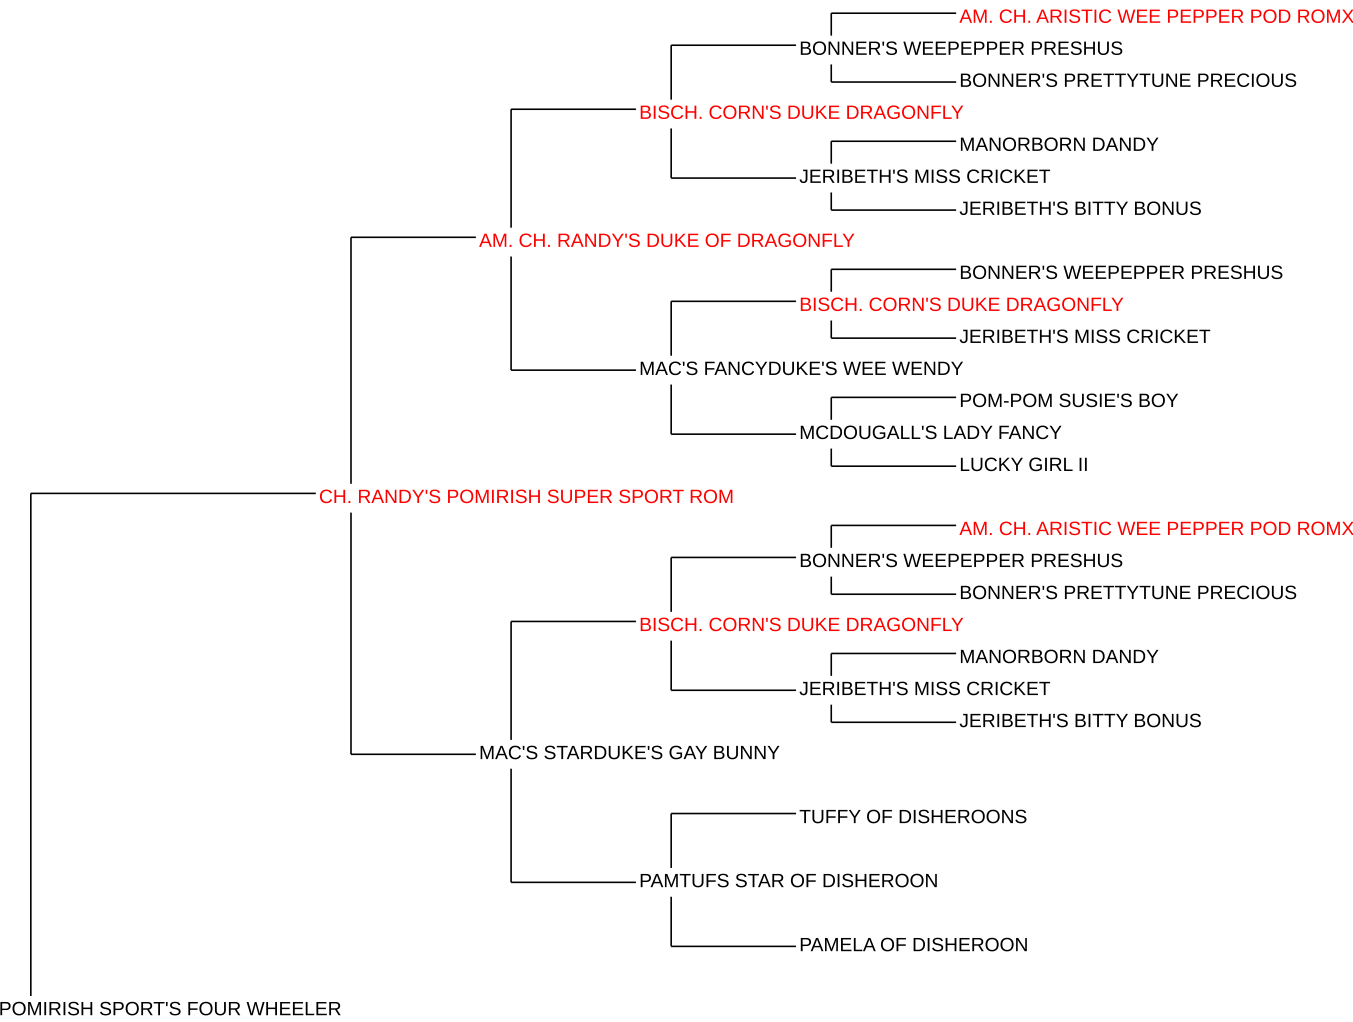 AM. CH. ARISTIC WEE PEPPER POD ROMX
BONNER'S WEEPEPPER PRESHUS
BONNER'S PRETTYTUNE PRECIOUS
BISCH. CORN'S DUKE DRAGONFLY
MANORBORN DANDY
JERIBETH'S MISS CRICKET
JERIBETH'S BITTY BONUS
AM. CH. RANDY'S DUKE OF DRAGONFLY
BONNER'S WEEPEPPER PRESHUS
BISCH. CORN'S DUKE DRAGONFLY
JERIBETH'S MISS CRICKET
MAC'S FANCYDUKE'S WEE WENDY
POM-POM SUSIE'S BOY
MCDOUGALL'S LADY FANCY
LUCKY GIRL II
CH. RANDY'S POMIRISH SUPER SPORT ROM
AM. CH. ARISTIC WEE PEPPER POD ROMX
BONNER'S WEEPEPPER PRESHUS
BONNER'S PRETTYTUNE PRECIOUS
BISCH. CORN'S DUKE DRAGONFLY
MANORBORN DANDY
JERIBETH'S MISS CRICKET
JERIBETH'S BITTY BONUS
MAC'S STARDUKE'S GAY BUNNY
TUFFY OF DISHEROONS
PAMTUFS STAR OF DISHEROON
PAMELA OF DISHEROON
POMIRISH SPORT'S FOUR WHEELER